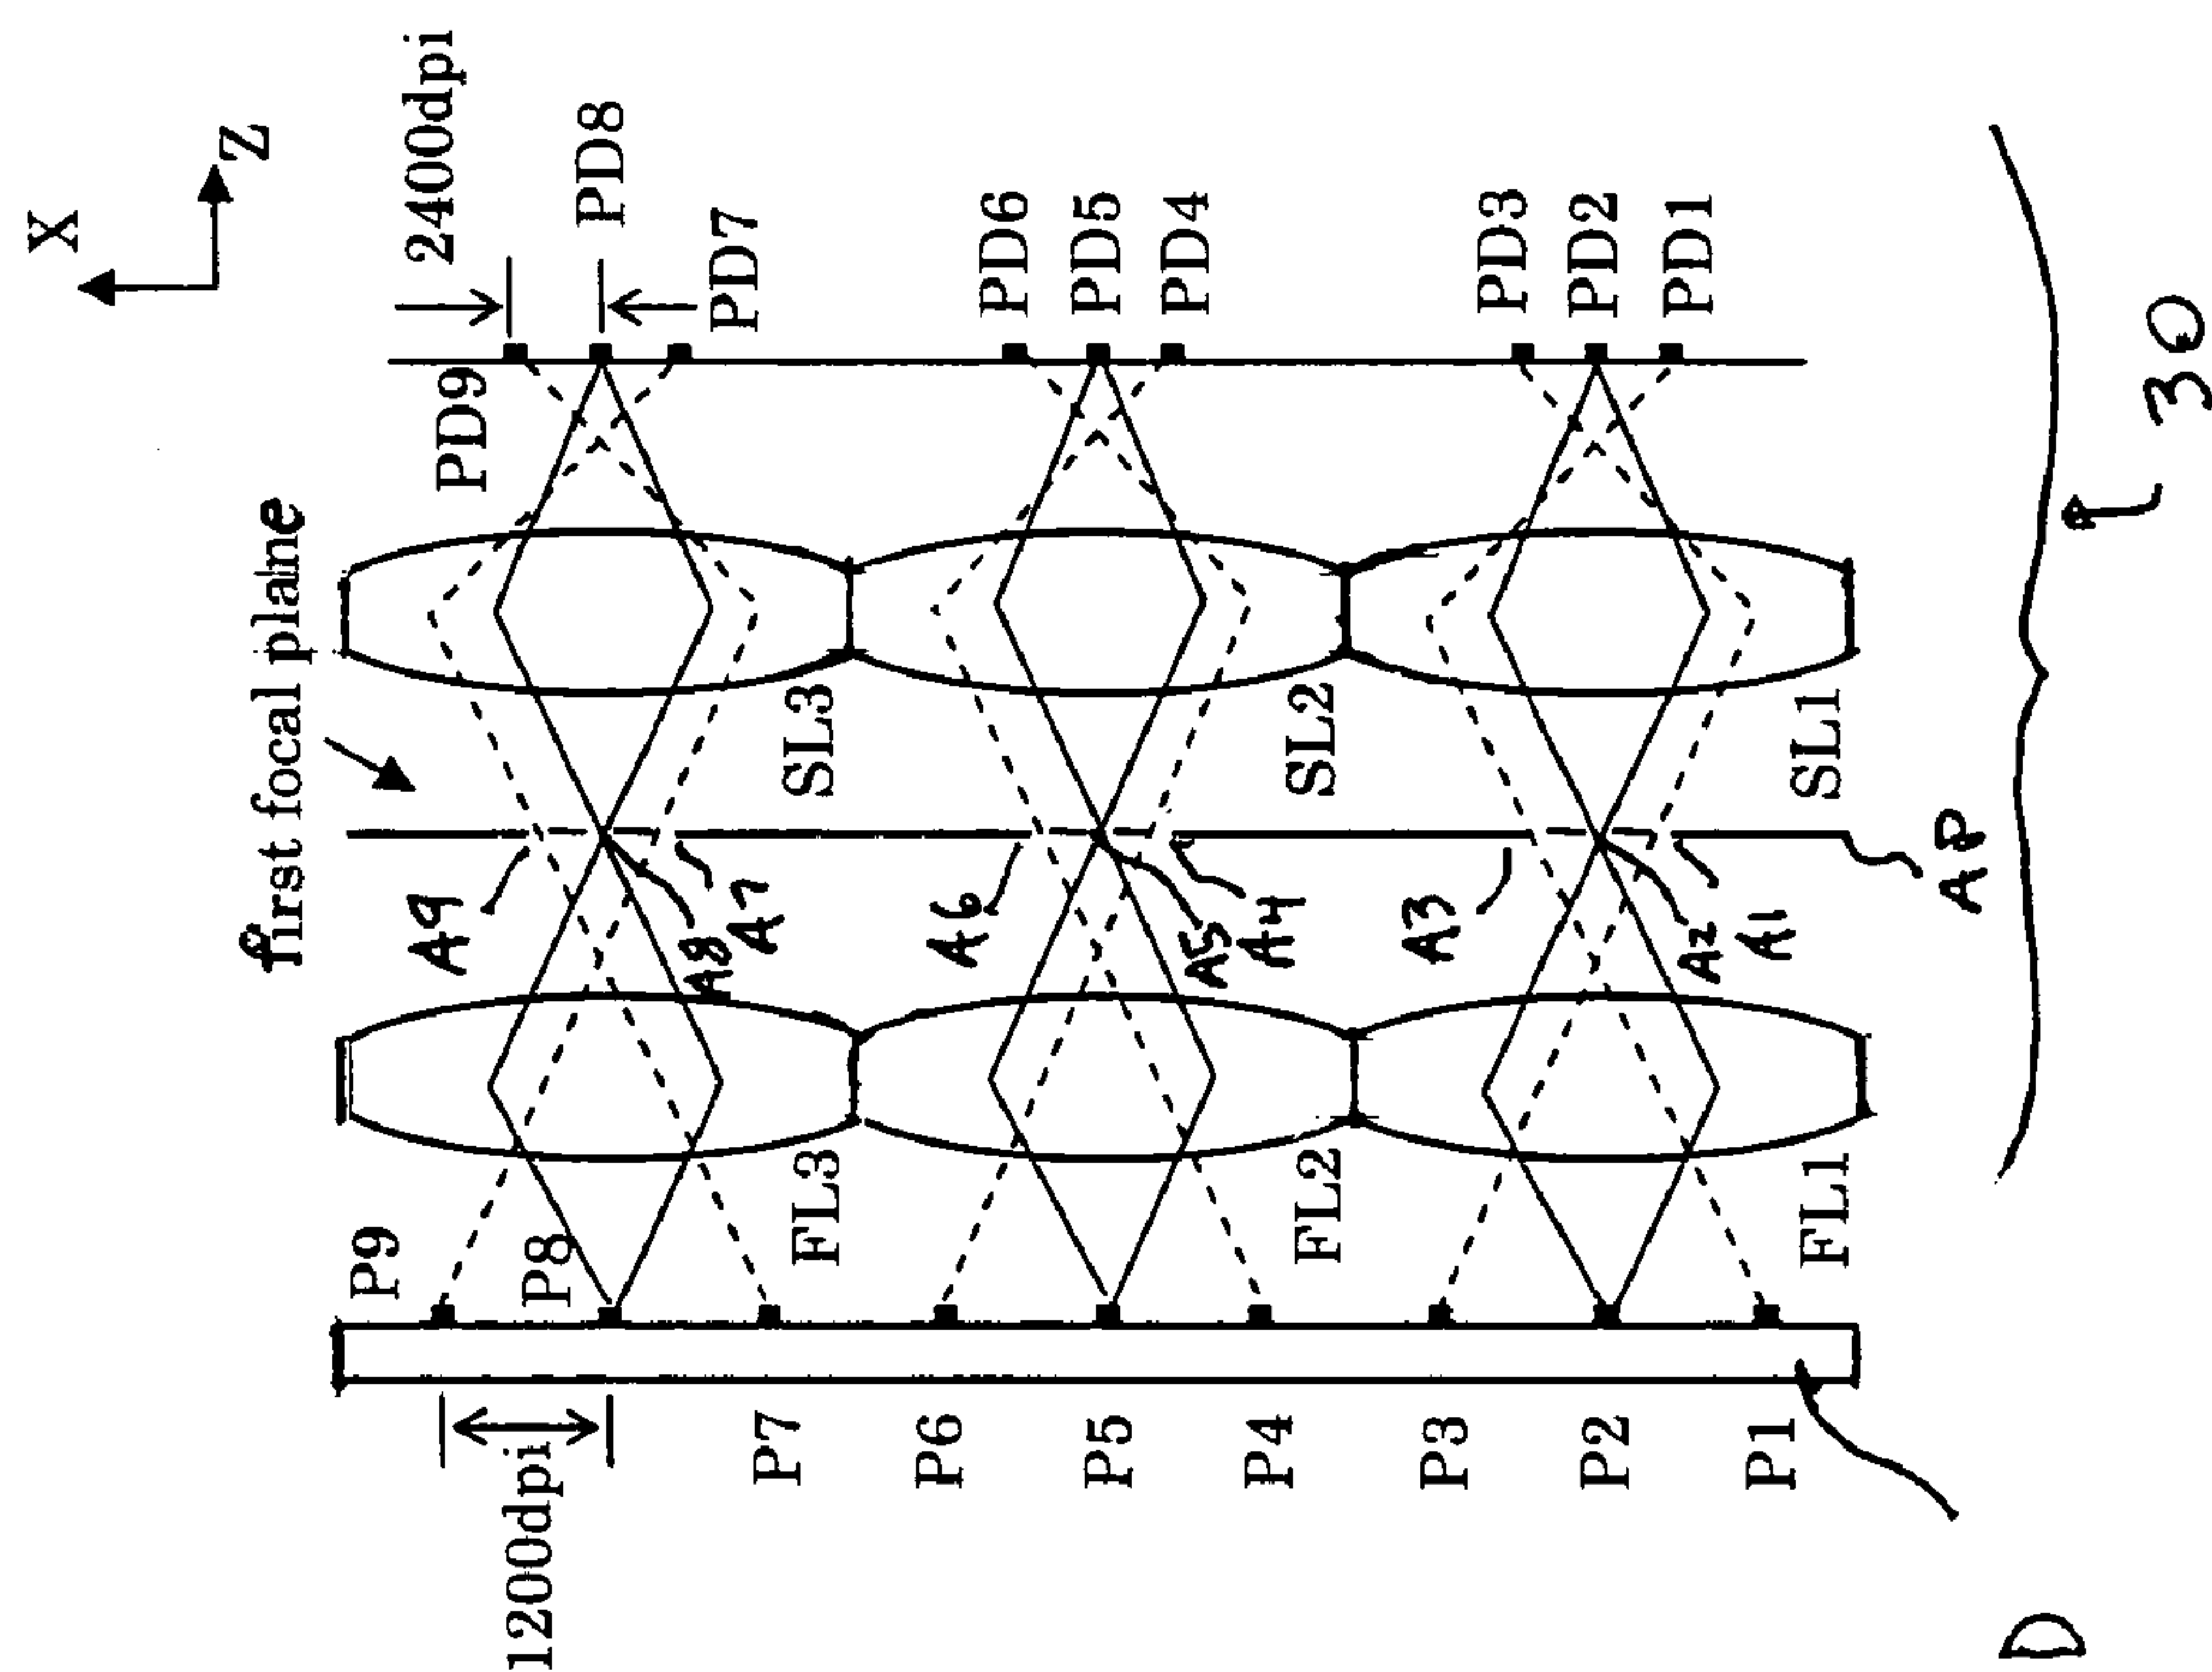 X
Z
2400dpi
PD9
PD8
PD7
PD6
PD5
PD4
PD3
PD2
PD1
first focal plane
SL3
SL2
SL1
A9
A8
A7
A6
A5
A4
A3
A2
A1
AP
30
FL3
FL2
FL1
P9
P8
P7
P6
P5
P4
P3
P2
P1
1200dpi
D